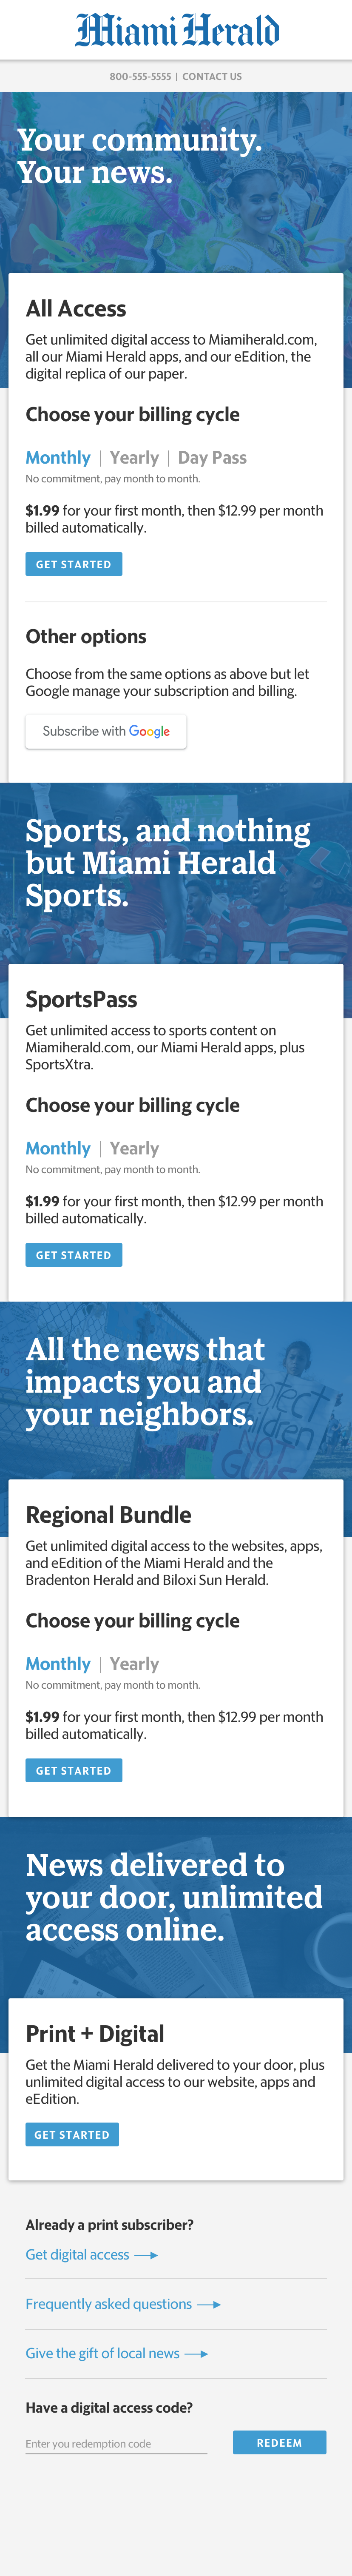 Miami Herald
800-555-5555 | CONTACT US
Your community.
Your news.
All Access
Get unlimited digital access to Miamiherald.com,
all our Miami Herald apps, and our eEdition, the
digital replica of our paper.
Choose your billing cycle
Monthly | Yearly | Day Pass
No commitment, pay month to month.
$1.99 for your first month, then $12.99 per month
billed automatically.
GET STARTED
Other options
Choose from the same options as above but let
Google manage your subscription and billing.
Subscribe with Google
Sports, and nothing
but Miami Herald
Sports.
75
SportsPass
Get unlimited access to sports content on
Miamiherald.com, our Miami Herald apps, plus
SportsXtra.
Choose your billing cycle
Monthly | Yearly
No commitment, pay month to month.
$1.99 for your first month, then $12.99 per month
billed automatically.
GET STARTED
All the news that
impacts you and
your neighbors.
GUNS
Regional Bundle
Get unlimited digital access to the websites, apps,
and eEdition of the Miami Herald and the
Bradenton Herald and Biloxi Sun Herald.
Choose your billing cycle
Monthly | Yearly
No commitment, pay month to month.
$1.99 for your first month, then $12.99 per month
billed automatically.
GET STARTED
News delivered to
your door, unlimited
access online.
Print + Digital
Get the Miami Herald delivered to your door, plus
unlimited digital access to our website, apps and
eEdition.
GET STARTED
Already a print subscriber?
Get digital access
Frequently asked questions
Give the gift of local news
Have a digital access code?
Enter you redemption code
REDEEM